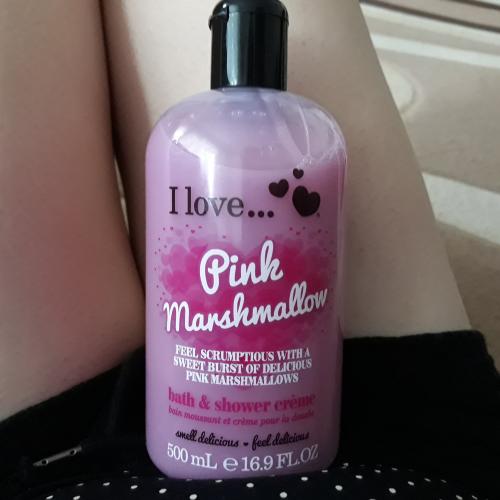 I love...
Pink
Marshmallow
FEEL SCRUMPTIOUS WITH A
SWEET BURST OF DELICIOUS
PINK MARSHMALLOWS
bath & shower crème
bain moussant et crème pour la douche
smell delicious ♥ feel delicious
500 mL ℮ 16.9 FL.OZ